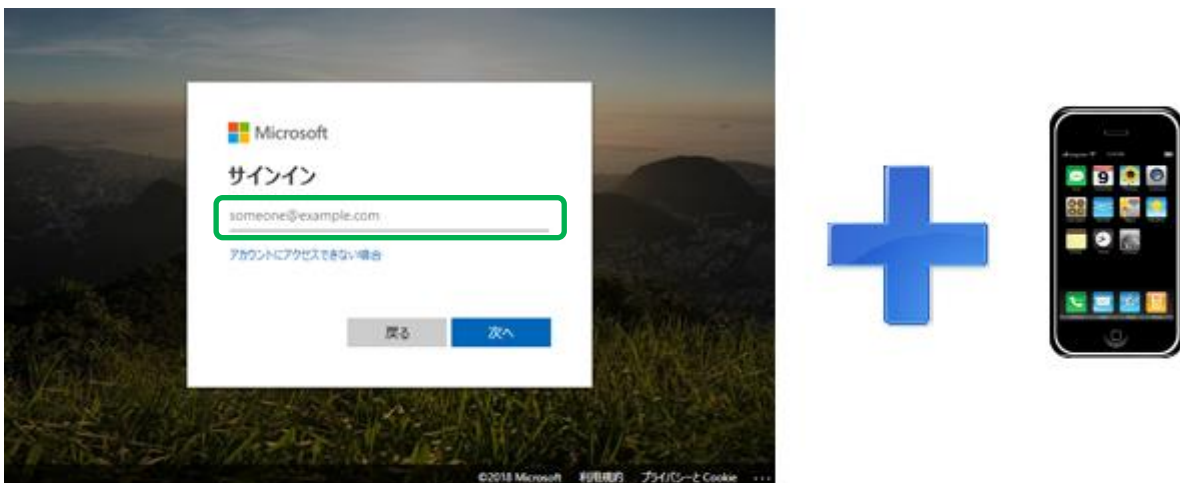 Microsoft
サインイン
someone@example.com
アカウントにアクセスできない場合
戻る
次へ
©2018 Microsoft 利用規約 プライバシーと Cookie ...
9